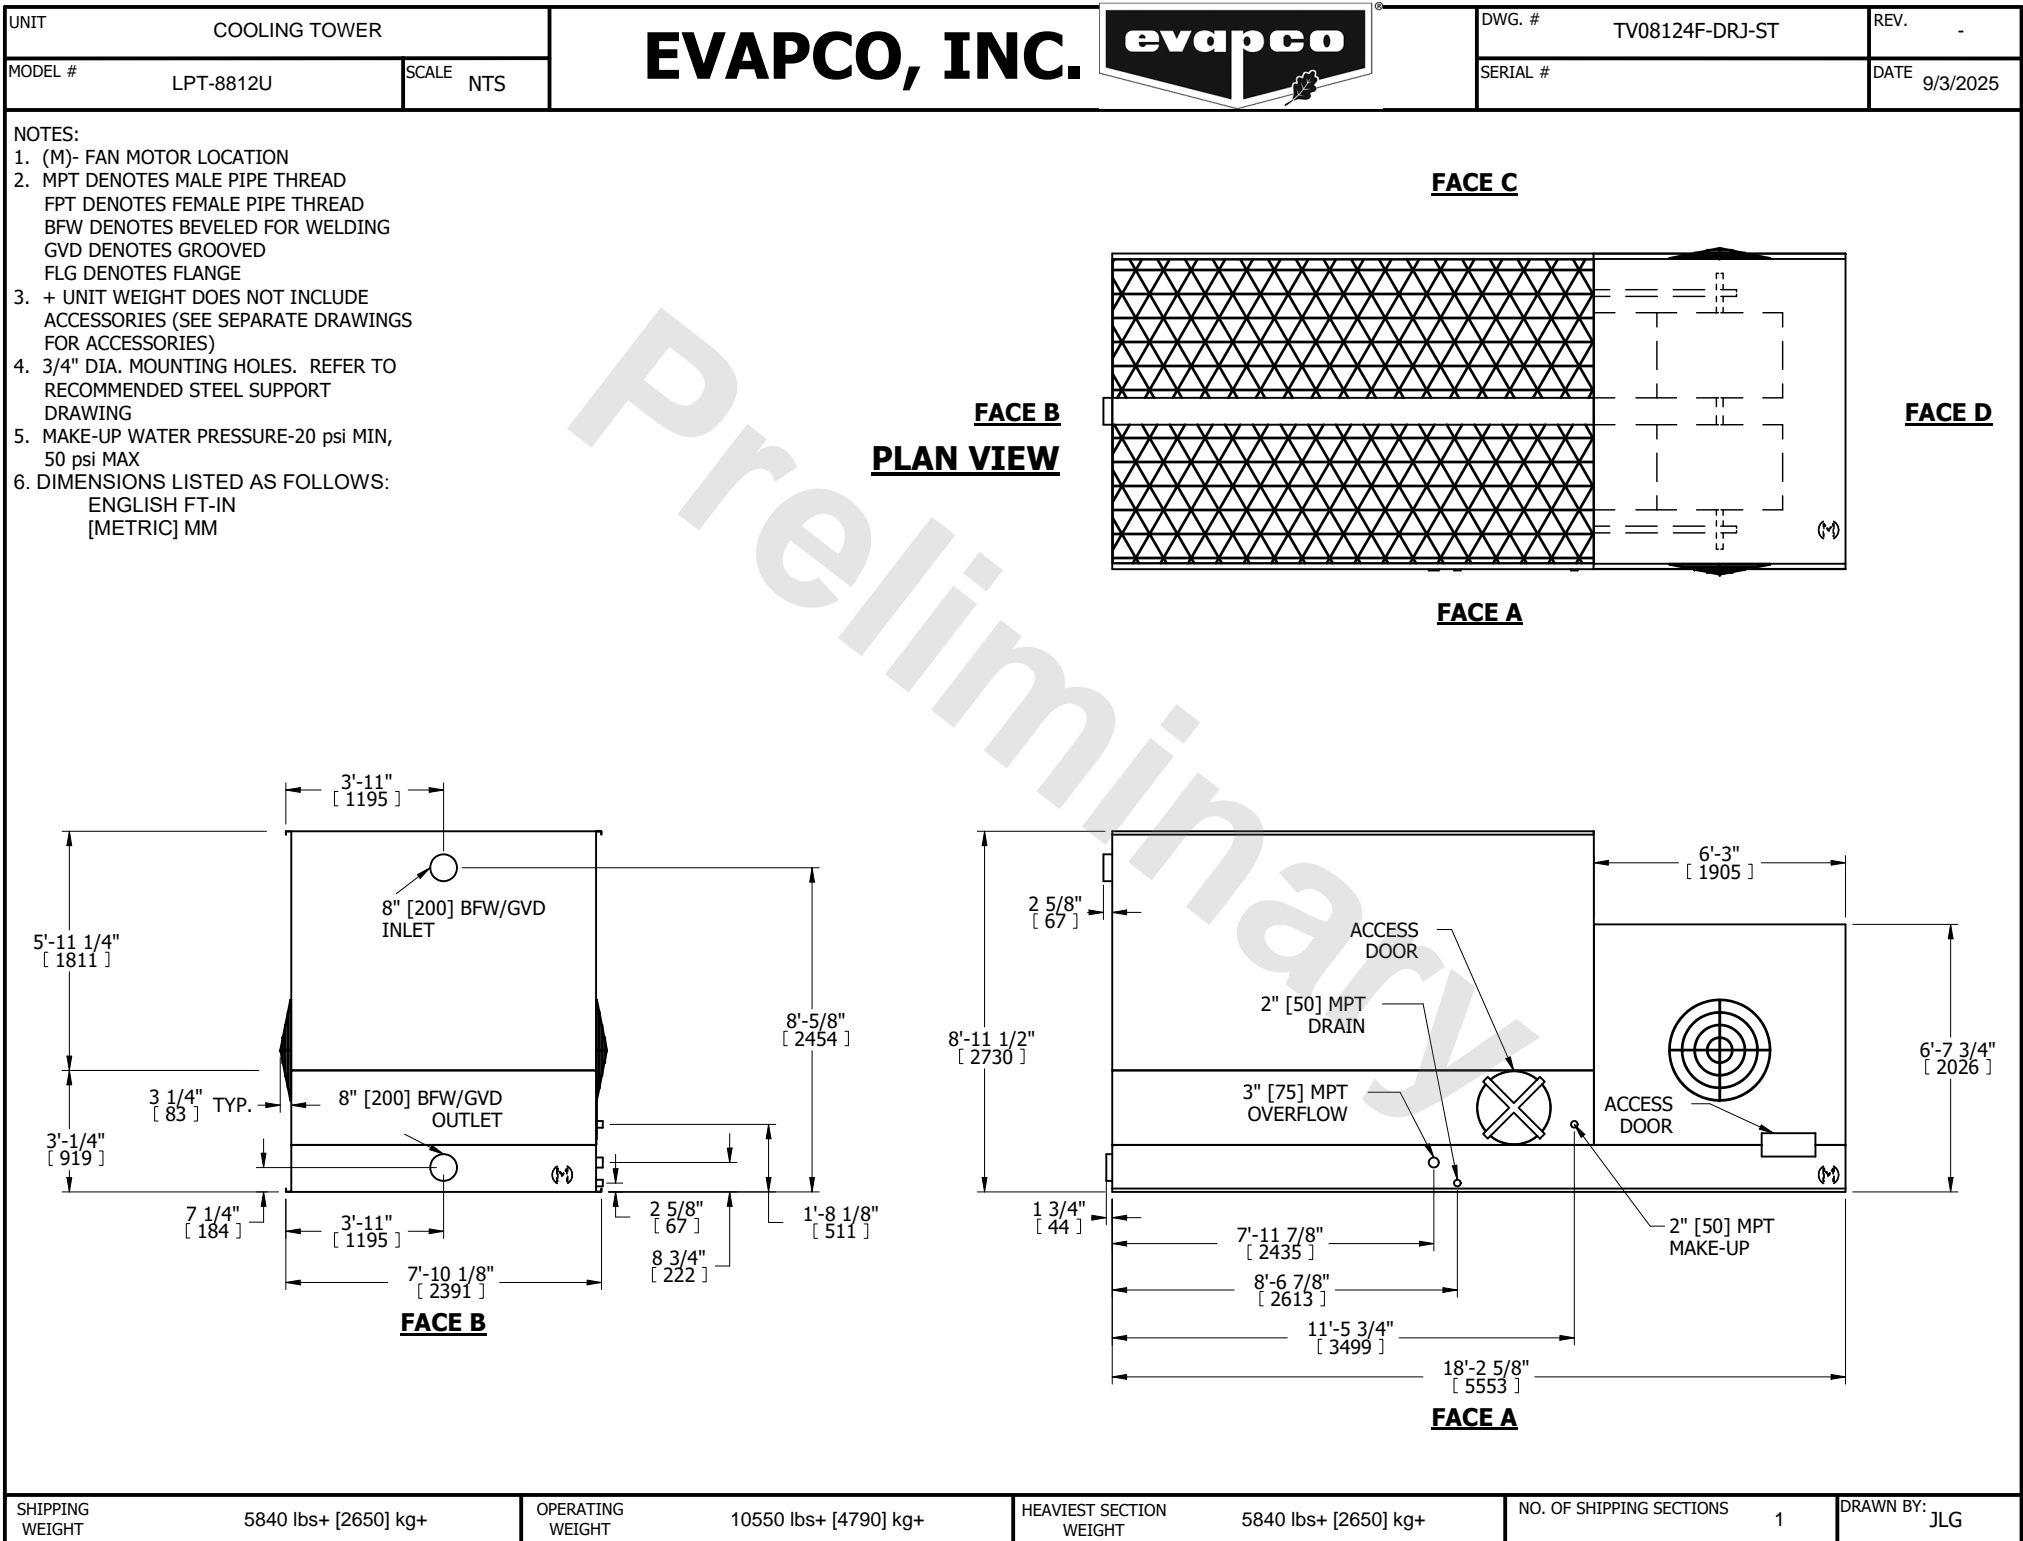 UNIT
COOLING TOWER
MODEL #
LPT-8812U
SCALE
NTS
EVAPCO, INC.
evapco
®
DWG. #
TV08124F-DRJ-ST
REV.
-
SERIAL #
DATE
9/3/2025
NOTES:
1. (M)- FAN MOTOR LOCATION
2. MPT DENOTES MALE PIPE THREAD
FPT DENOTES FEMALE PIPE THREAD
BFW DENOTES BEVELED FOR WELDING
GVD DENOTES GROOVED
FLG DENOTES FLANGE
3. + UNIT WEIGHT DOES NOT INCLUDE
ACCESSORIES (SEE SEPARATE DRAWINGS
FOR ACCESSORIES)
4. 3/4" DIA. MOUNTING HOLES. REFER TO
RECOMMENDED STEEL SUPPORT
DRAWING
5. MAKE-UP WATER PRESSURE-20 psi MIN,
50 psi MAX
6. DIMENSIONS LISTED AS FOLLOWS:
ENGLISH FT-IN
[METRIC] MM
Preliminary
FACE C
FACE B
PLAN VIEW
FACE D
(M)
FACE A
3'-11"
[ 1195 ]
8" [200] BFW/GVD
INLET
5'-11 1/4"
[ 1811 ]
8'-5/8"
[ 2454 ]
3 1/4"
[ 83 ]
TYP.
8" [200] BFW/GVD
OUTLET
3'-1/4"
[ 919 ]
(M)
7 1/4"
[ 184 ]
3'-11"
[ 1195 ]
2 5/8"
[ 67 ]
1'-8 1/8"
[ 511 ]
8 3/4"
[ 222 ]
7'-10 1/8"
[ 2391 ]
FACE B
6'-3"
[ 1905 ]
2 5/8"
[ 67 ]
ACCESS
DOOR
2" [50] MPT
DRAIN
8'-11 1/2"
[ 2730 ]
6'-7 3/4"
[ 2026 ]
3" [75] MPT
OVERFLOW
ACCESS
DOOR
(M)
1 3/4"
[ 44 ]
2" [50] MPT
MAKE-UP
7'-11 7/8"
[ 2435 ]
8'-6 7/8"
[ 2613 ]
11'-5 3/4"
[ 3499 ]
18'-2 5/8"
[ 5553 ]
FACE A
SHIPPING
WEIGHT
5840 lbs+ [2650] kg+
OPERATING
WEIGHT
10550 lbs+ [4790] kg+
HEAVIEST SECTION
WEIGHT
5840 lbs+ [2650] kg+
NO. OF SHIPPING SECTIONS
1
DRAWN BY:
JLG